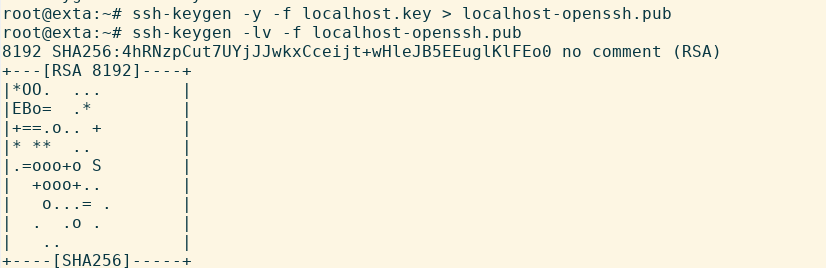 root@exta:~# ssh-keygen -y -f localhost.key > localhost-openssh.pub
root@exta:~# ssh-keygen -lv -f localhost-openssh.pub
8192 SHA256:4hRNzpCut7UYjJJwkxCceijt+wHleJB5EEuglKlFEo0 no comment (RSA)
+---[RSA 8192]----+
|*OO.  ...        |
|EBo=  .*         |
|+==.o.. +        |
|* **  ..         |
|.=ooo+o S        |
|  +ooo+..        |
|   o...= .       |
|  .  .o .        |
|   ..            |
+----[SHA256]-----+